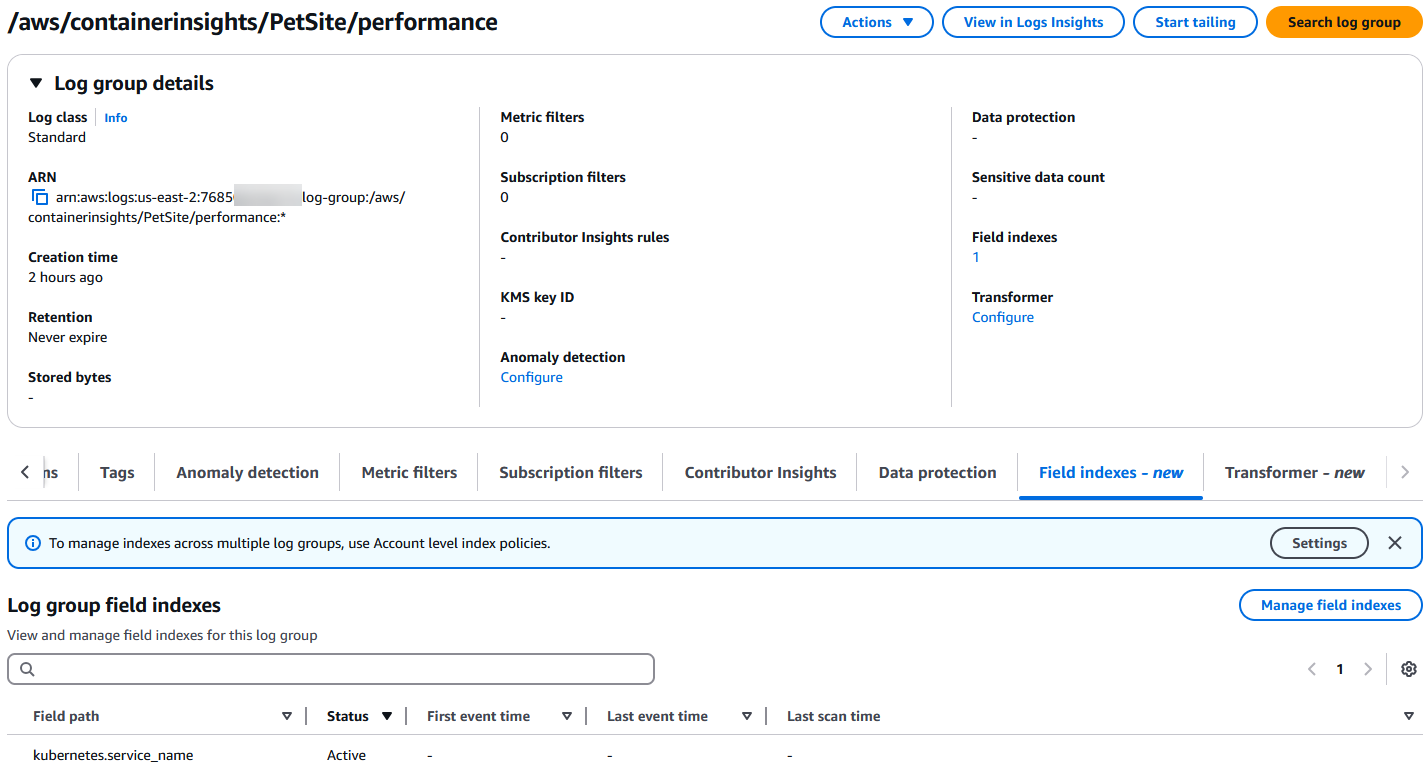 /aws/containerinsights/PetSite/performance
Actions
View in Logs Insights
Start tailing
Search log group
Log group details
Log class
Info
Standard
ARN
arn:aws:logs:us-east-2:7685
log-group:/aws/
containerinsights/PetSite/performance:*
Creation time
2 hours ago
Retention
Never expire
Stored bytes
-
Metric filters
0
Subscription filters
0
Contributor Insights rules
-
KMS key ID
-
Anomaly detection
Configure
Data protection
-
Sensitive data count
-
Field indexes
1
Transformer
Configure
ns
Tags
Anomaly detection
Metric filters
Subscription filters
Contributor Insights
Data protection
Field indexes - new
Transformer - new
To manage indexes across multiple log groups, use Account level index policies.
Settings
Log group field indexes
Manage field indexes
View and manage field indexes for this log group
1
Field path
Status
First event time
Last event time
Last scan time
kubernetes.service_name
Active
-
-
-